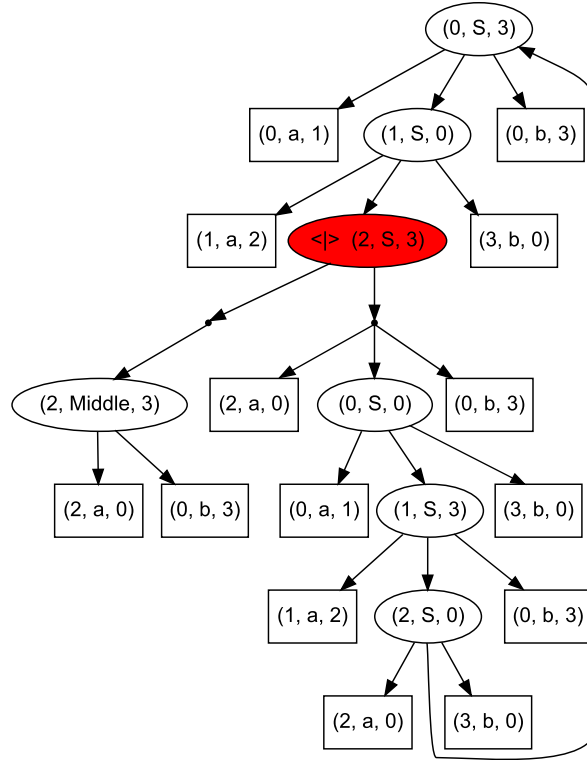 (0, S, 3)
(0, a, 1)
(1, S, 0)
(0, b, 3)
(1, a, 2)
<|> (2, S, 3)
(3, b, 0)
(2, Middle, 3)
(2, a, 0)
(0, S, 0)
(0, b, 3)
(2, a, 0)
(0, b, 3)
(0, a, 1)
(1, S, 3)
(3, b, 0)
(1, a, 2)
(2, S, 0)
(0, b, 3)
(2, a, 0)
(3, b, 0)